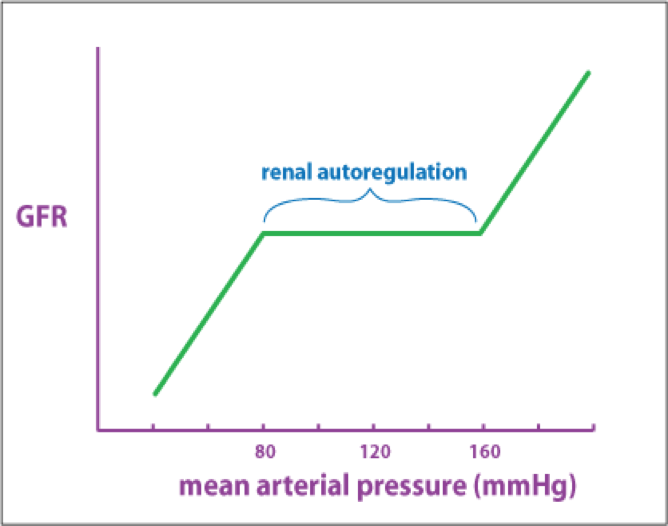 renal autoregulation
GFR
80 120 160
mean arterial pressure (mmHg)